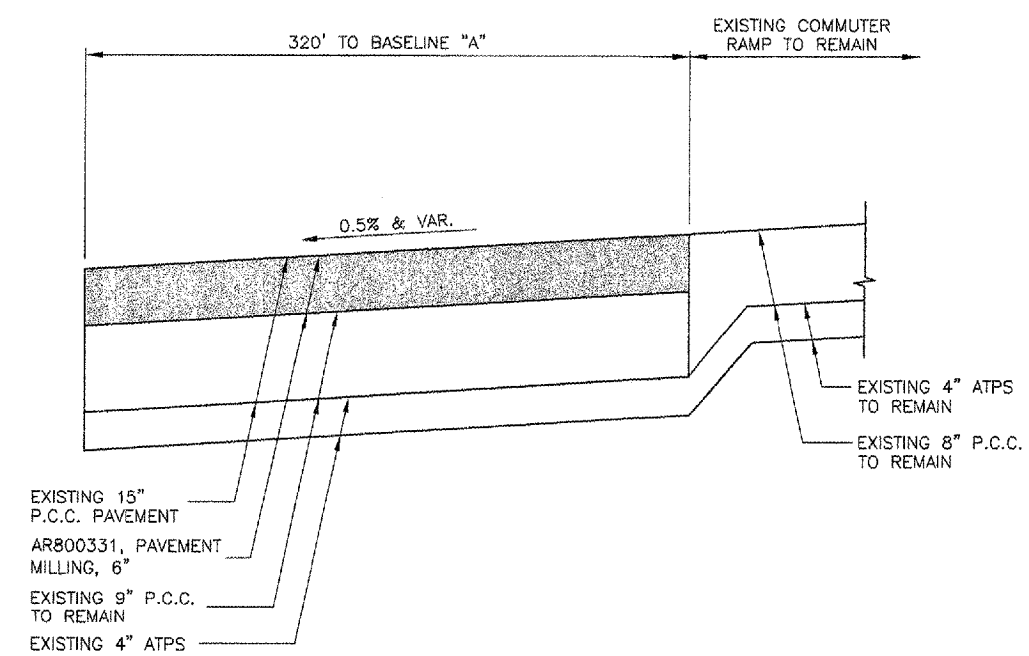 320' TO BASELINE "A"
EXISTING COMMUTER
RAMP TO REMAIN
0.5% & VAR.
EXISTING 4" ATPS
TO REMAIN
EXISTING 8" P.C.C.
TO REMAIN
EXISTING 15"
P.C.C. PAVEMENT
AR800331, PAVEMENT
MILLING, 6"
EXISTING 9" P.C.C.
TO REMAIN
EXISTING 4" ATPS